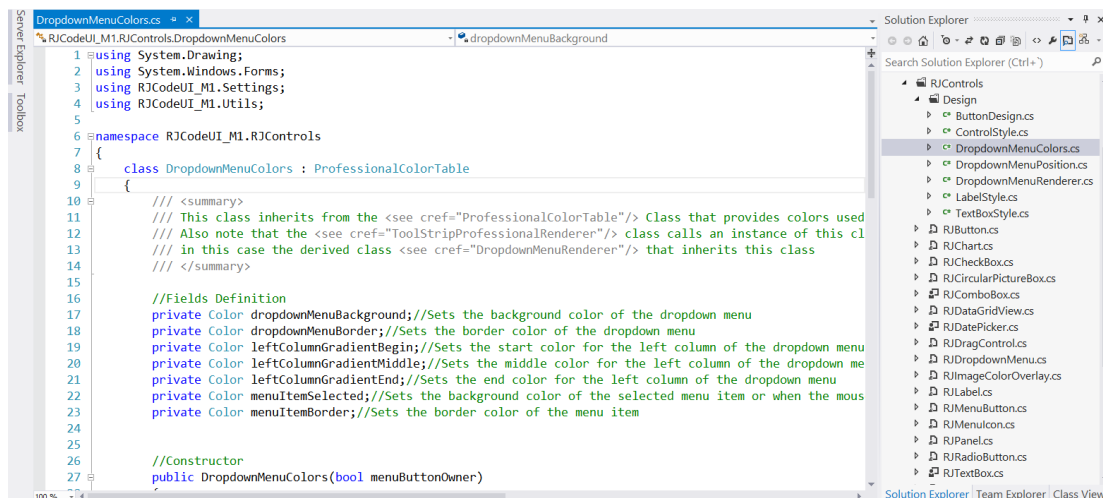 Server Explorer
Toolbox
DropdownMenuColors.cs
RJCodeUI_M1.RJControls.DropdownMenuColors
dropdownMenuBackground
1 using System.Drawing;
2 using System.Windows.Forms;
3 using RJCodeUI_M1.Settings;
4 using RJCodeUI_M1.Utils;
5
6 namespace RJCodeUI_M1.RJControls
7 {
8 class DropdownMenuColors : ProfessionalColorTable
9 {
10 /// <summary>
11 /// This class inherits from the <see cref="ProfessionalColorTable"/> Class that provides colors used
12 /// Also note that the <see cref="ToolStripProfessionalRenderer"/> class calls an instance of this cl
13 /// in this case the derived class <see cref="DropdownMenuRenderer"/> that inherits this class
14 /// </summary>
15
16 //Fields Definition
17 private Color dropdownMenuBackground;//Sets the background color of the dropdown menu
18 private Color dropdownMenuBorder;//Sets the border color of the dropdown menu
19 private Color leftColumnGradientBegin;//Sets the start color for the left column of the dropdown menu
20 private Color leftColumnGradientMiddle;//Sets the middle color for the left column of the dropdown me
21 private Color leftColumnGradientEnd;//Sets the end color for the left column of the dropdown menu
22 private Color menuItemSelected;//Sets the background color of the selected menu item or when the mous
23 private Color menuItemBorder;//Sets the border color of the menu item
24
25
26 //Constructor
27 public DropdownMenuColors(bool menuButtonOwner)
100 %
Solution Explorer
Search Solution Explorer (Ctrl+`)
RJControls
Design
C# ButtonDesign.cs
C# ControlStyle.cs
C# DropdownMenuColors.cs
C# DropdownMenuPosition.cs
C# DropdownMenuRenderer.cs
C# LabelStyle.cs
C# TextBoxStyle.cs
RJButton.cs
RJChart.cs
RJCheckBox.cs
RJCircularPictureBox.cs
RJComboBox.cs
RJDataGridView.cs
RJDatePicker.cs
RJDragControl.cs
RJDropdownMenu.cs
RJImageColorOverlay.cs
RJLabel.cs
RJMenuButton.cs
RJMenuIcon.cs
RJPanel.cs
RJRadioButton.cs
RJTextBox.cs
Solution Explorer Team Explorer Class View